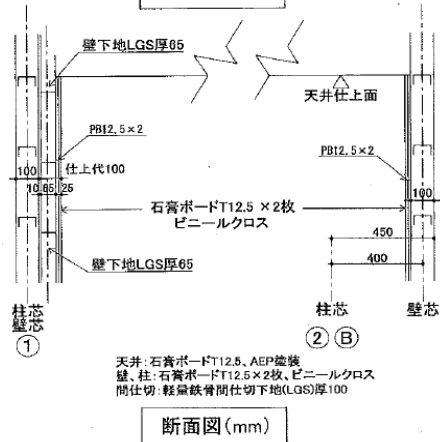 壁下地LGS厚65
天井仕上面
PB12.5×2
PB12.5×2
100
仕上代100
10 65 25
100
石膏ボードT12.5×2枚
ビニールクロス
450
400
壁下地LGS厚65
柱芯
壁芯
①
柱芯
② Ⓑ
壁芯
天井:石膏ボードT12.5、AEP塗装
壁、柱:石膏ボードT12.5×2枚、ビニールクロス
間仕切:軽量鉄骨間仕切下地(LGS)厚100
断面図(mm)